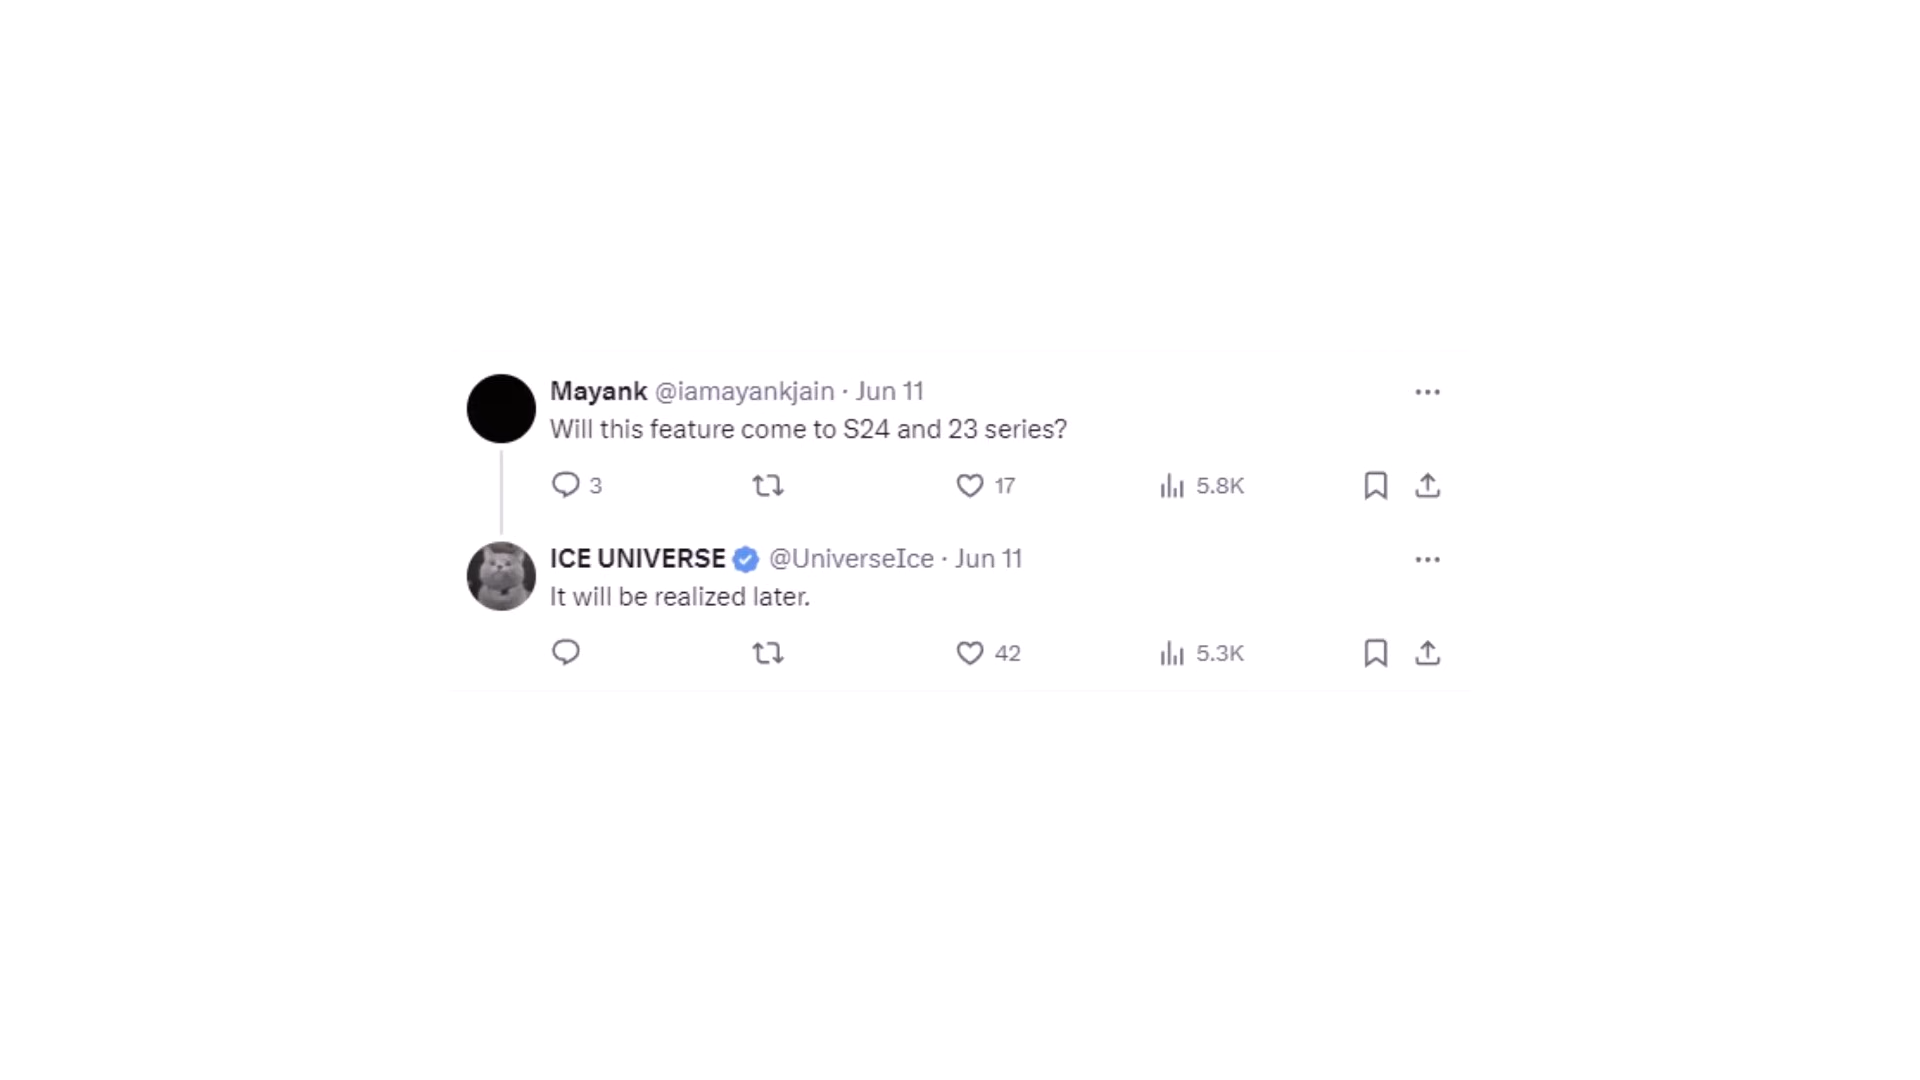 Mayank @iamayankjain · Jun 11
Will this feature come to S24 and 23 series?
3 17 5.8K
ICE UNIVERSE @UniverseIce · Jun 11
It will be realized later.
42 5.3K